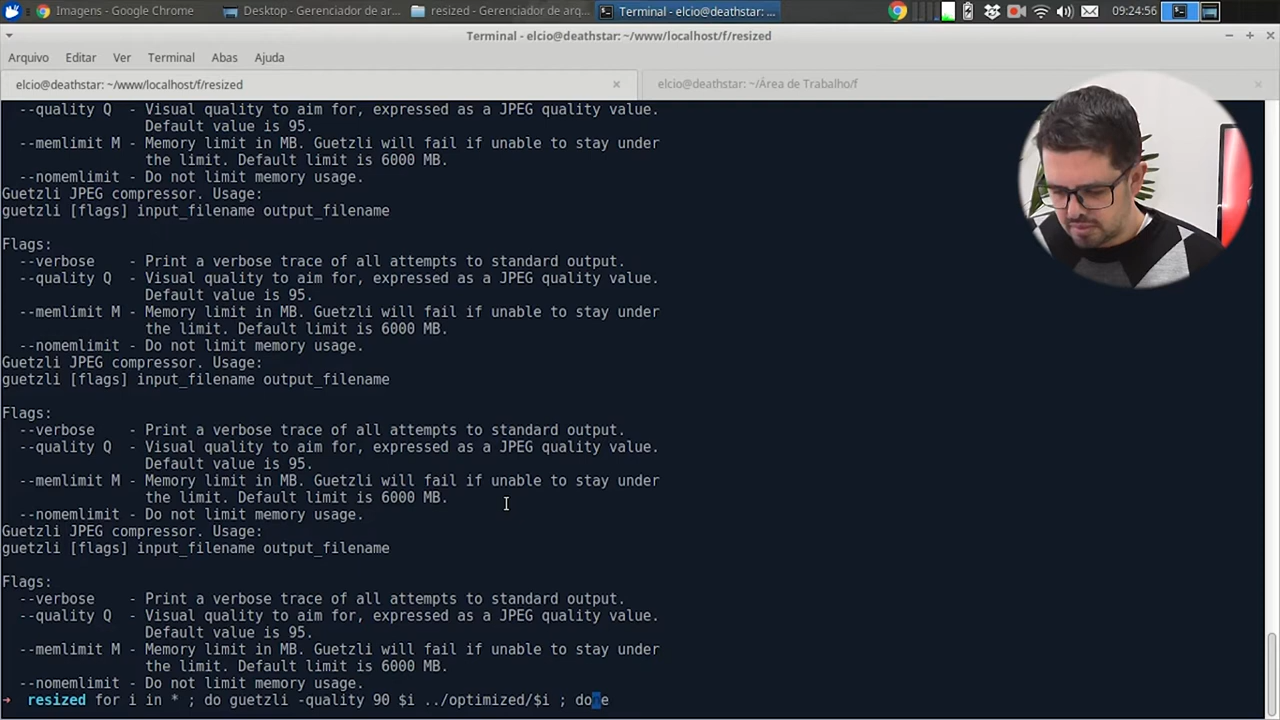 Imagens - Google Chrome
Desktop - Gerenciador de ar...
resized - Gerenciador de arq...
Terminal - elcio@deathstar: ~...
09:24:56
Terminal - elcio@deathstar: ~/www/localhost/f/resized
Arquivo Editar Ver Terminal Abas Ajuda
elcio@deathstar: ~/www/localhost/f/resized
elcio@deathstar: ~/Área de Trabalho/f
--quality Q - Visual quality to aim for, expressed as a JPEG quality value.
Default value is 95.
--memlimit M - Memory limit in MB. Guetzli will fail if unable to stay under
the limit. Default limit is 6000 MB.
--nomemlimit - Do not limit memory usage.
Guetzli JPEG compressor. Usage:
guetzli [flags] input_filename output_filename
Flags:
--verbose - Print a verbose trace of all attempts to standard output.
--quality Q - Visual quality to aim for, expressed as a JPEG quality value.
Default value is 95.
--memlimit M - Memory limit in MB. Guetzli will fail if unable to stay under
the limit. Default limit is 6000 MB.
--nomemlimit - Do not limit memory usage.
Guetzli JPEG compressor. Usage:
guetzli [flags] input_filename output_filename
Flags:
--verbose - Print a verbose trace of all attempts to standard output.
--quality Q - Visual quality to aim for, expressed as a JPEG quality value.
Default value is 95.
--memlimit M - Memory limit in MB. Guetzli will fail if unable to stay under
the limit. Default limit is 6000 MB.
--nomemlimit - Do not limit memory usage.
Guetzli JPEG compressor. Usage:
guetzli [flags] input_filename output_filename
Flags:
--verbose - Print a verbose trace of all attempts to standard output.
--quality Q - Visual quality to aim for, expressed as a JPEG quality value.
Default value is 95.
--memlimit M - Memory limit in MB. Guetzli will fail if unable to stay under
the limit. Default limit is 6000 MB.
--nomemlimit - Do not limit memory usage.
➜ resized for i in * ; do guetzli -quality 90 $i ../optimized/$i ; done